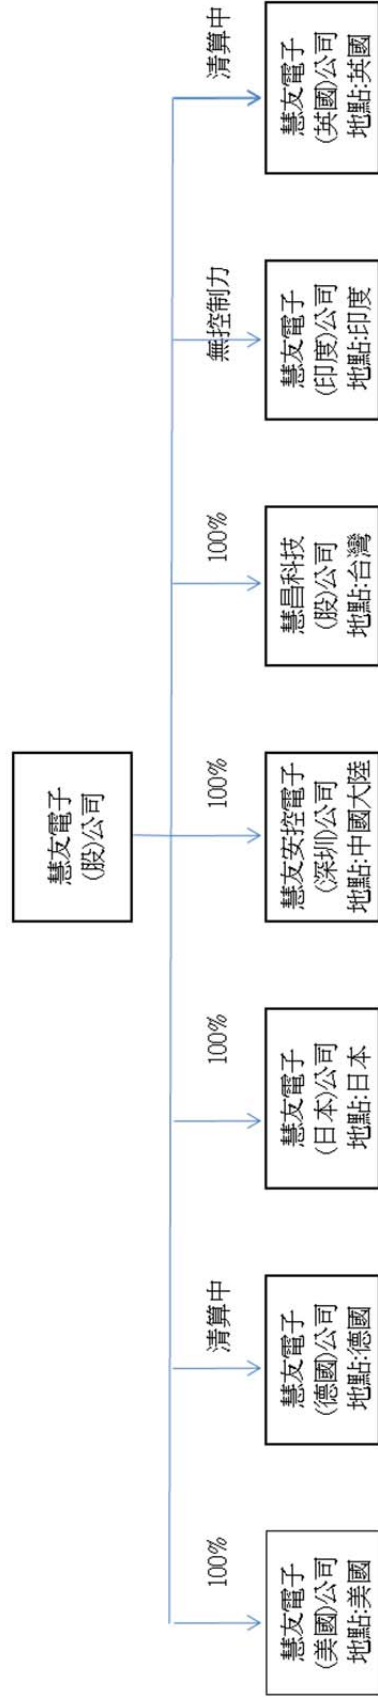 慧友電子
(股)公司
100%
清算中
100%
100%
100%
無控制力
清算中
慧友電子
(美國)公司
地點:美國
慧友電子
(德國)公司
地點:德國
慧友電子
(日本)公司
地點:日本
慧友安控電子
(深圳)公司
地點:中國大陸
慧昌科技
(股)公司
地點:台灣
慧友電子
(印度)公司
地點:印度
慧友電子
(英國)公司
地點:英國